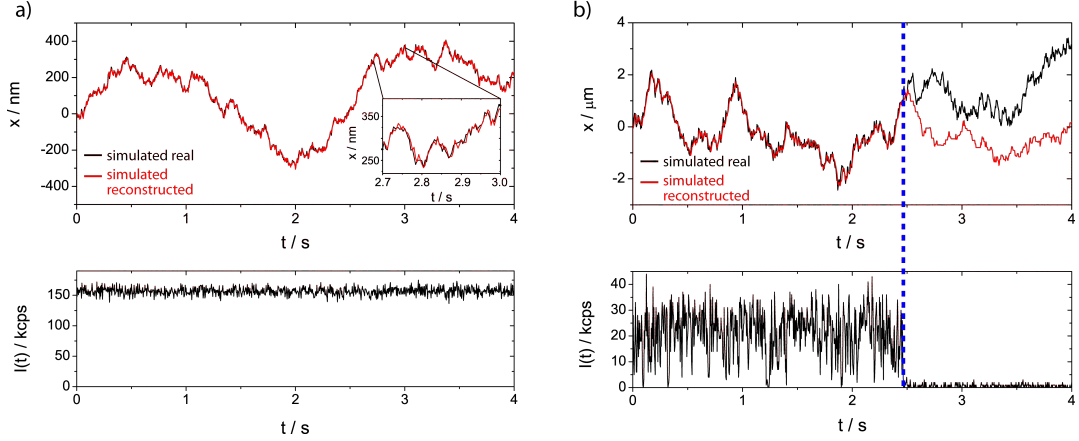 a)
400
200
0
-200
-400
x / nm
simulated real
simulated
reconstructed
350
250
x / nm
2.7 2.8 2.9 3.0
t / s
0 1 2 3 4
t / s
150
100
50
0
I(t) / kcps
0 1 2 3 4
t / s
b)
4
2
0
-2
x / μm
simulated real
simulated
reconstructed
0 1 2 3 4
t / s
40
30
20
10
0
I(t) / kcps
0 1 2 3 4
t / s